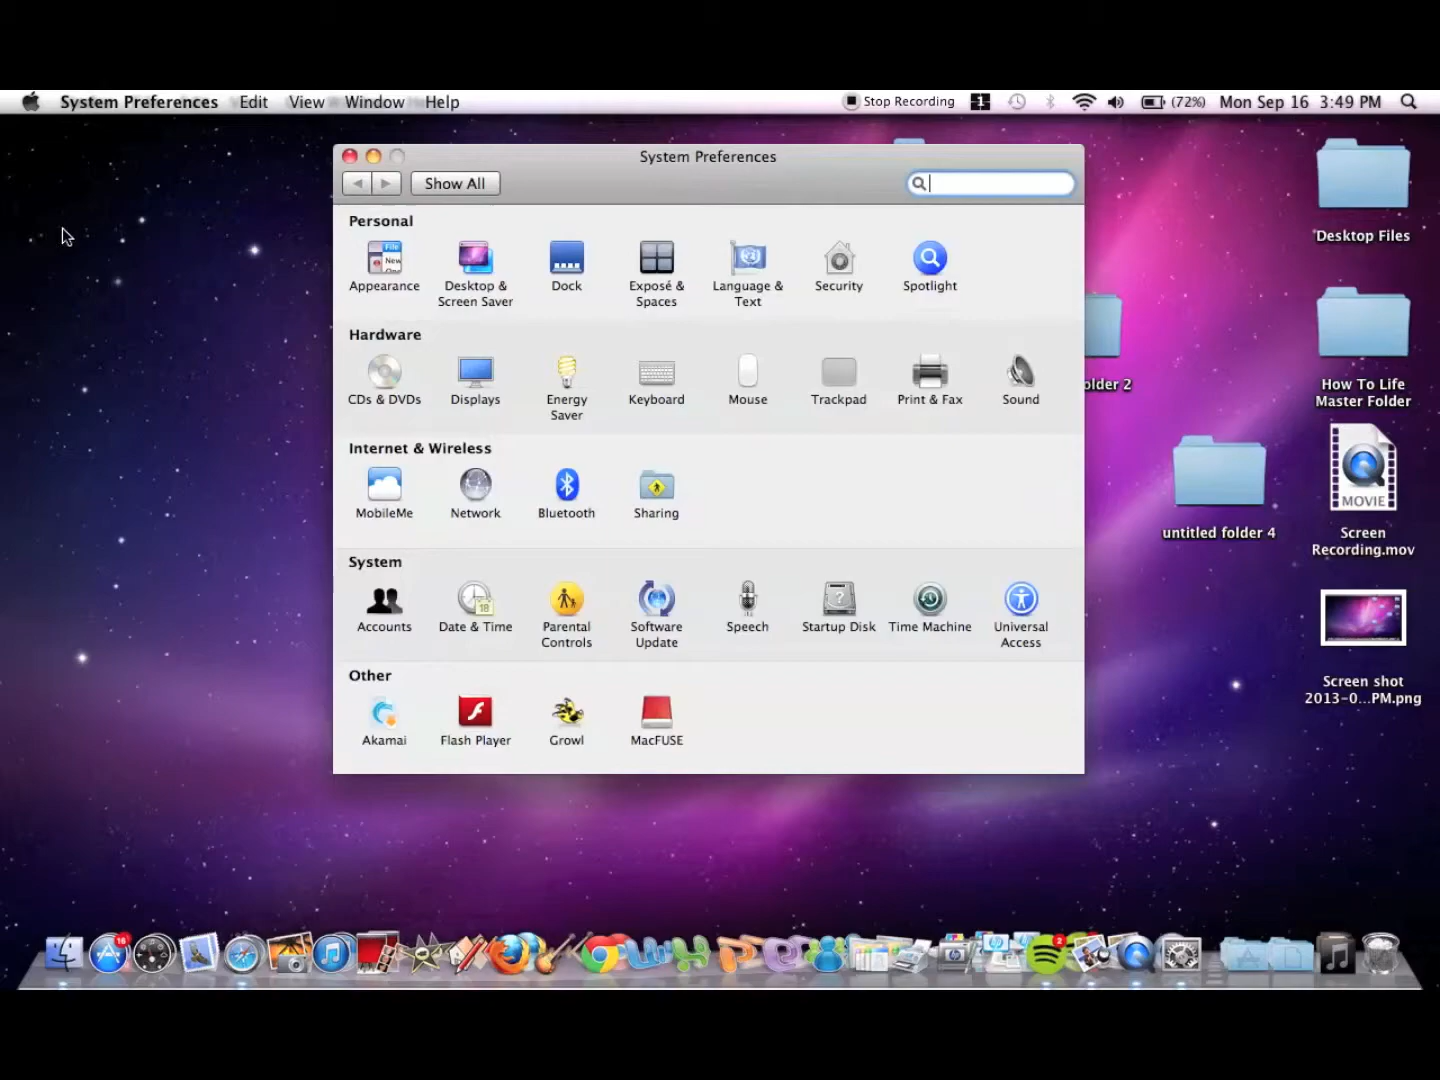 System Preferences Edit View Window Help
Stop Recording 1 (72%) Mon Sep 16 3:49 PM
System Preferences
Show All
Personal
Appearance
Desktop &
Screen Saver
Dock
Exposé &
Spaces
Language &
Text
Security
Spotlight
Hardware
CDs & DVDs
Displays
Energy
Saver
Keyboard
Mouse
Trackpad
Print & Fax
Sound
Internet & Wireless
MobileMe
Network
Bluetooth
Sharing
System
Accounts
Date & Time
Parental
Controls
Software
Update
Speech
Startup Disk
Time Machine
Universal
Access
Other
Akamai
Flash Player
Growl
MacFUSE
Desktop Files
older 2
How To Life
Master Folder
untitled folder 4
MOVIE
Screen
Recording.mov
Screen shot
2013-0...PM.png